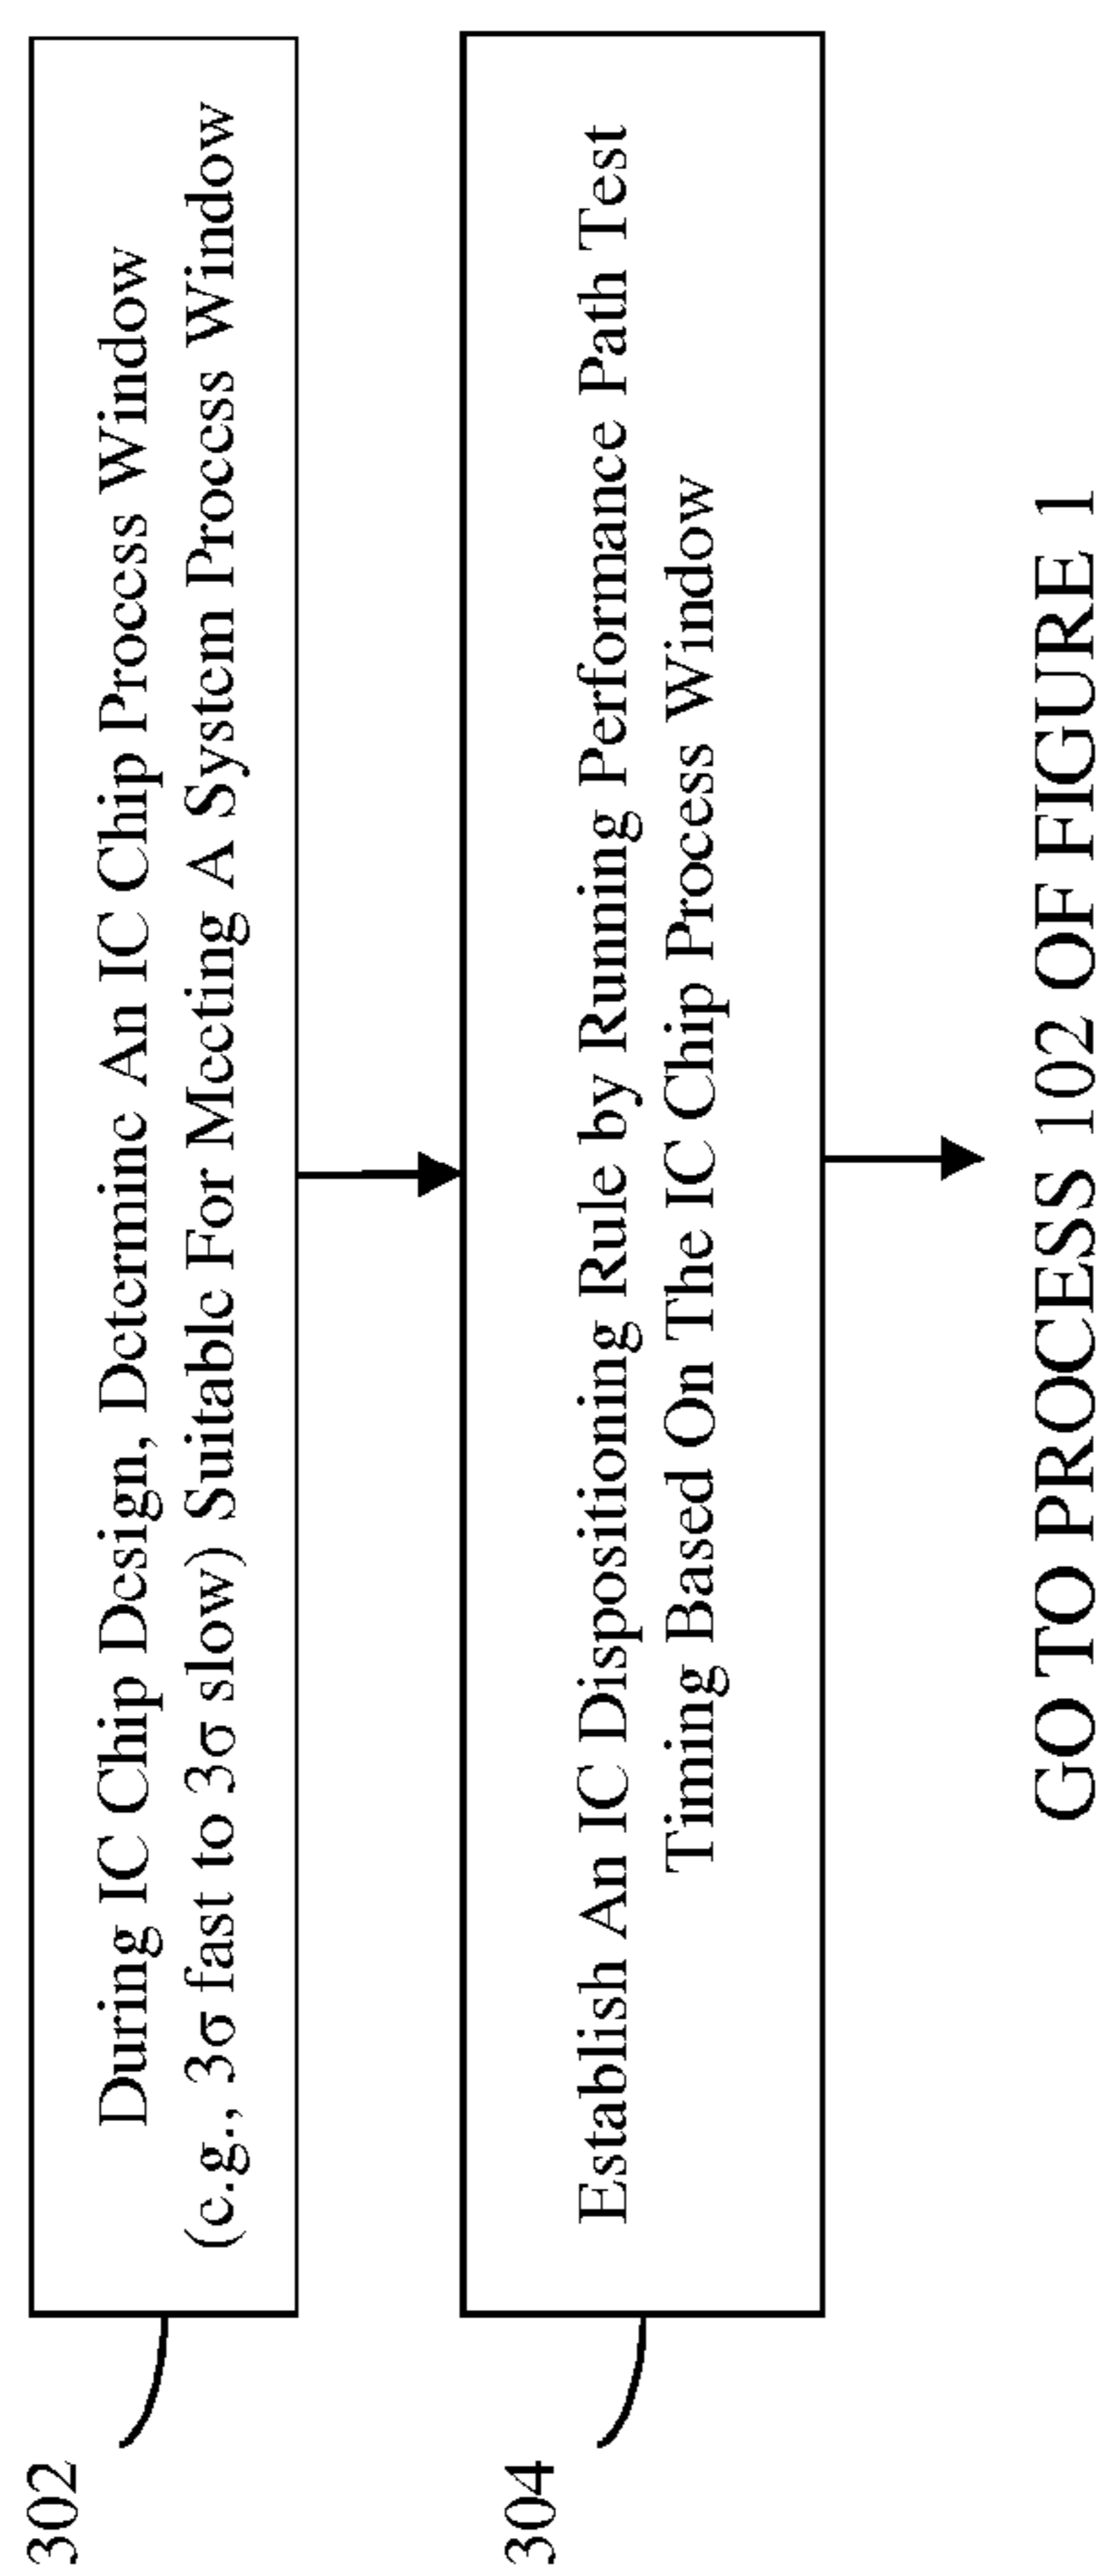 302
During IC Chip Design, Determine An IC Chip Process Window
(e.g., 3σ fast to 3σ slow) Suitable For Meeting A System Process Window
304
Establish An IC Dispositioning Rule by Running Performance Path Test
Timing Based On The IC Chip Process Window
GO TO PROCESS 102 OF FIGURE 1